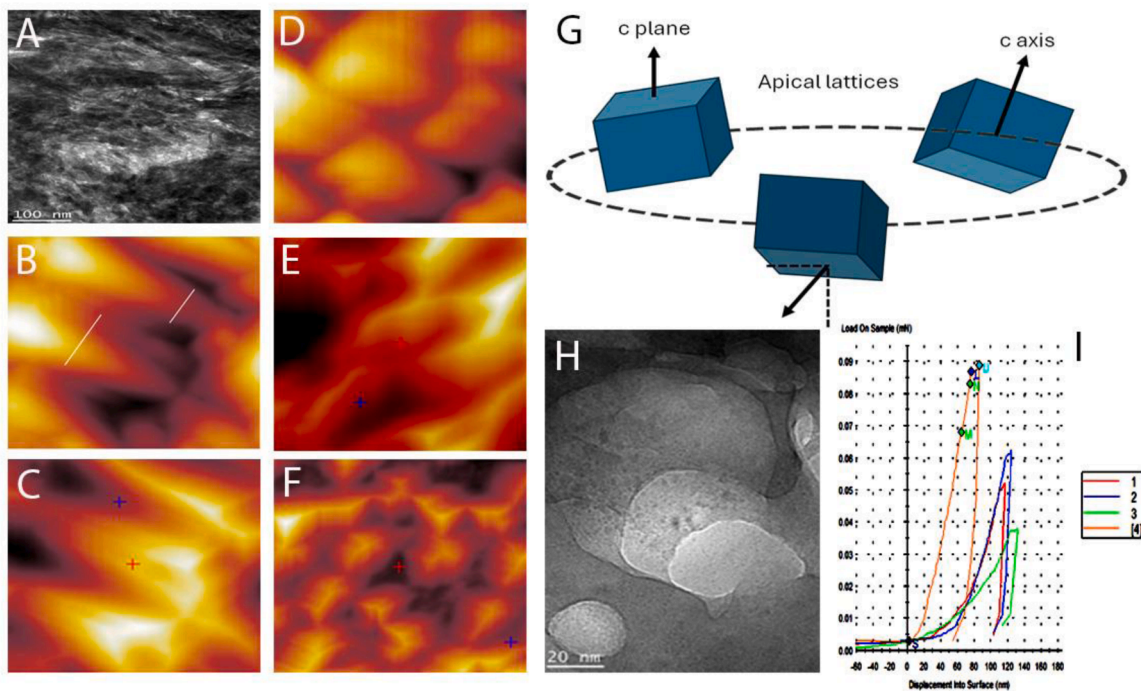 A
100 nm
D
G
c plane
c axis
Apical lattices
B
E
C
F
H
20 nm
I
Load On Sample (mN)
0.09
0.08
0.07
0.06
0.05
0.04
0.03
0.02
0.01
0.00
U
N
M
S
-60 -40 -20 0 20 40 60 80 100 120 140 160 180
Displacement Into Surface (nm)
1
2
3
[4]